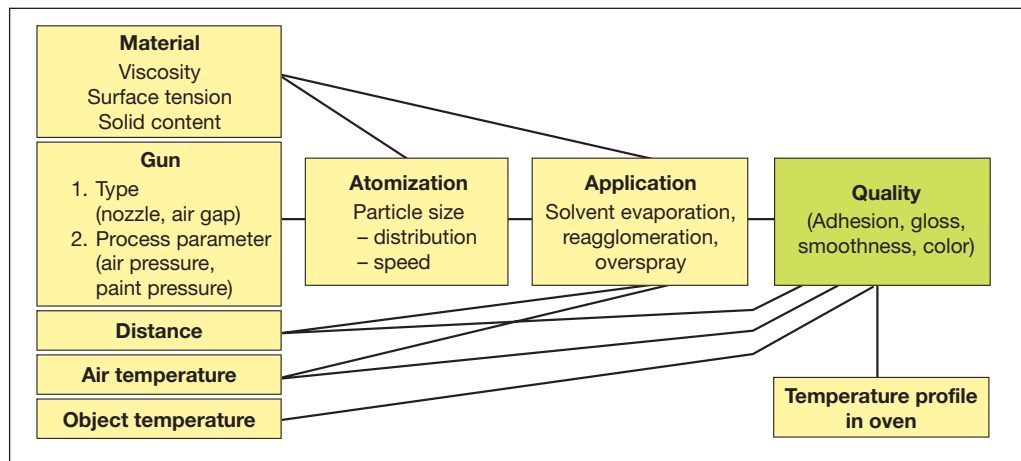 Material
Viscosity
Surface tension
Solid content
Gun
1. Type
(nozzle, air gap)
2. Process parameter
(air pressure,
paint pressure)
Atomization
Particle size
– distribution
– speed
Application
Solvent evaporation,
reagglomeration,
overspray
Quality
(Adhesion, gloss,
smoothness, color)
Distance
Air temperature
Object temperature
Temperature profile
in oven